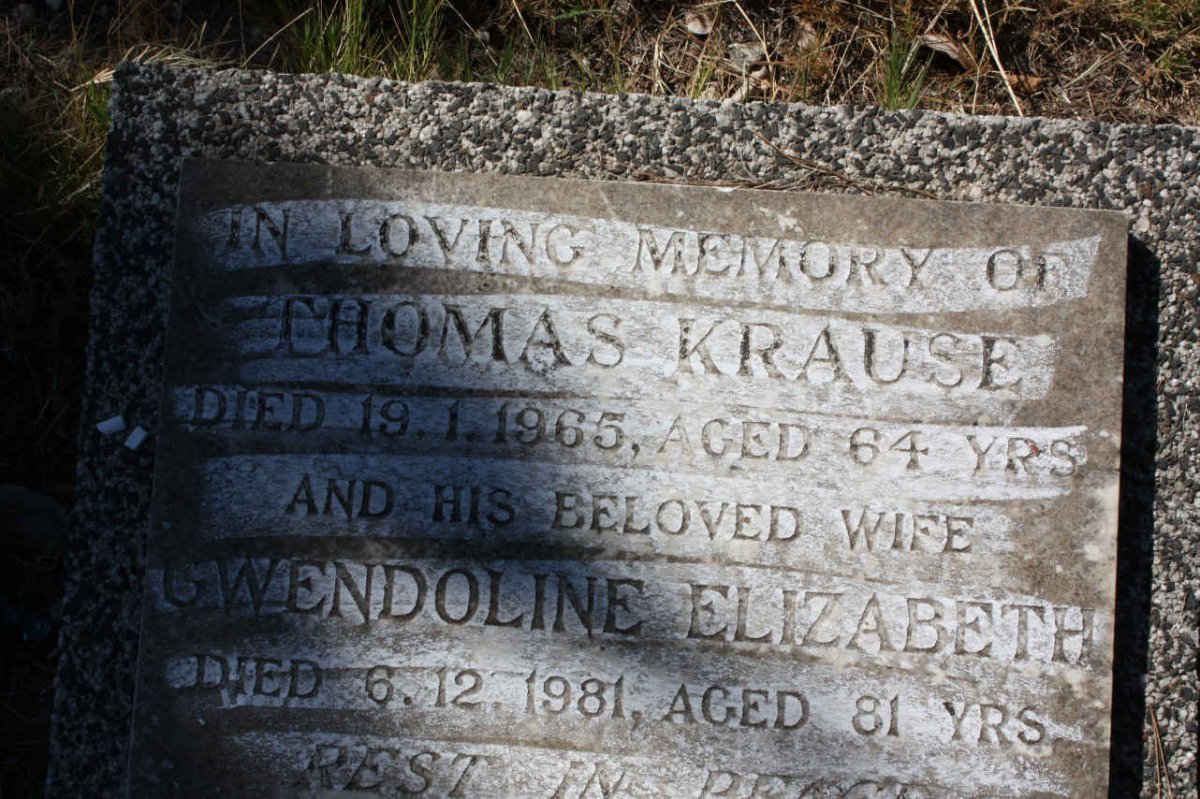 IN LOVING MEMORY OF
THOMAS KRAUSE
DIED 19.1.1965, AGED 64 YRS
AND HIS BELOVED WIFE
GWENDOLINE ELIZABETH
DIED 6.12.1981, AGED 81 YRS
REST IN PEACE